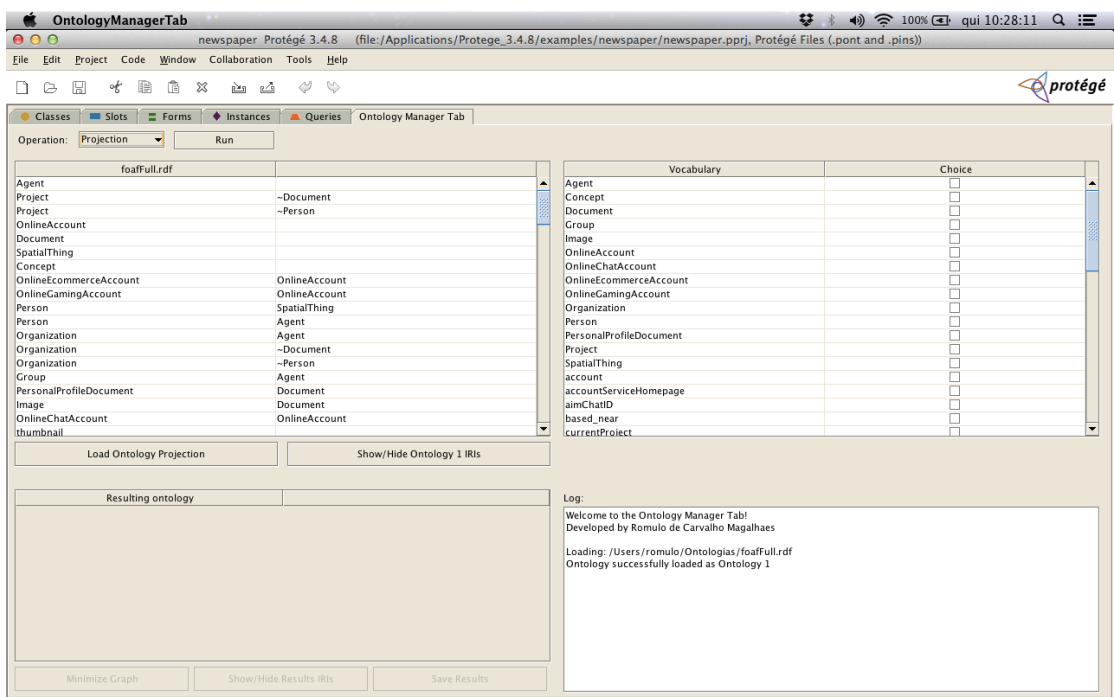 OntologyManagerTab 100% qui 10:28:11
newspaper Protégé 3.4.8 (file:/Applications/Protege_3.4.8/examples/newspaper/newspaper.pprj, Protégé Files (.pont and .pins))
File Edit Project Code Window Collaboration Tools Help
protégé
Classes Slots Forms Instances Queries Ontology Manager Tab
Operation: Projection Run
foafFull.rdf
Agent
Project ~Document
Project ~Person
OnlineAccount
Document
SpatialThing
Concept
OnlineEcommerceAccount OnlineAccount
OnlineGamingAccount OnlineAccount
Person SpatialThing
Person Agent
Organization Agent
Organization ~Document
Organization ~Person
Group Agent
PersonalProfileDocument Document
Image Document
OnlineChatAccount OnlineAccount
thumbnail
Load Ontology Projection Show/Hide Ontology 1 IRIs
Vocabulary Choice
Agent
Concept
Document
Group
Image
OnlineAccount
OnlineChatAccount
OnlineEcommerceAccount
OnlineGamingAccount
Organization
Person
PersonalProfileDocument
Project
SpatialThing
account
accountServiceHomepage
aimChatID
based_near
currentProject
Resulting ontology
Minimize Graph Show/Hide Results IRIs Save Results
Log:
Welcome to the Ontology Manager Tab!
Developed by Romulo de Carvalho Magalhaes
Loading: /Users/romulo/Ontologias/foafFull.rdf
Ontology successfully loaded as Ontology 1